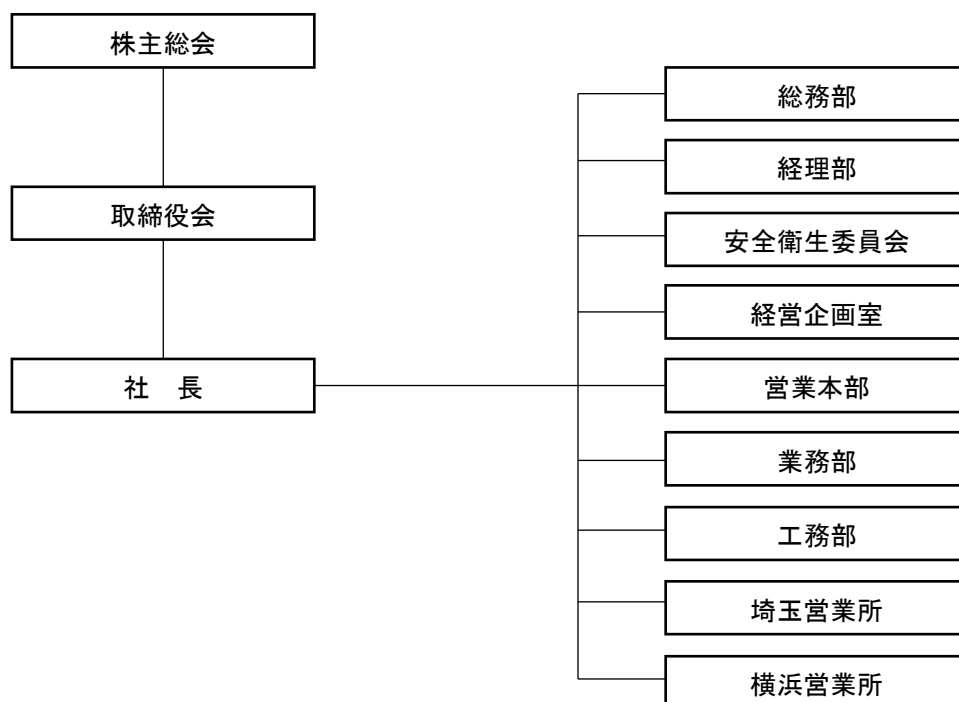 株主総会
取締役会
社　長
総務部
経理部
安全衛生委員会
経営企画室
営業本部
業務部
工務部
埼玉営業所
横浜営業所